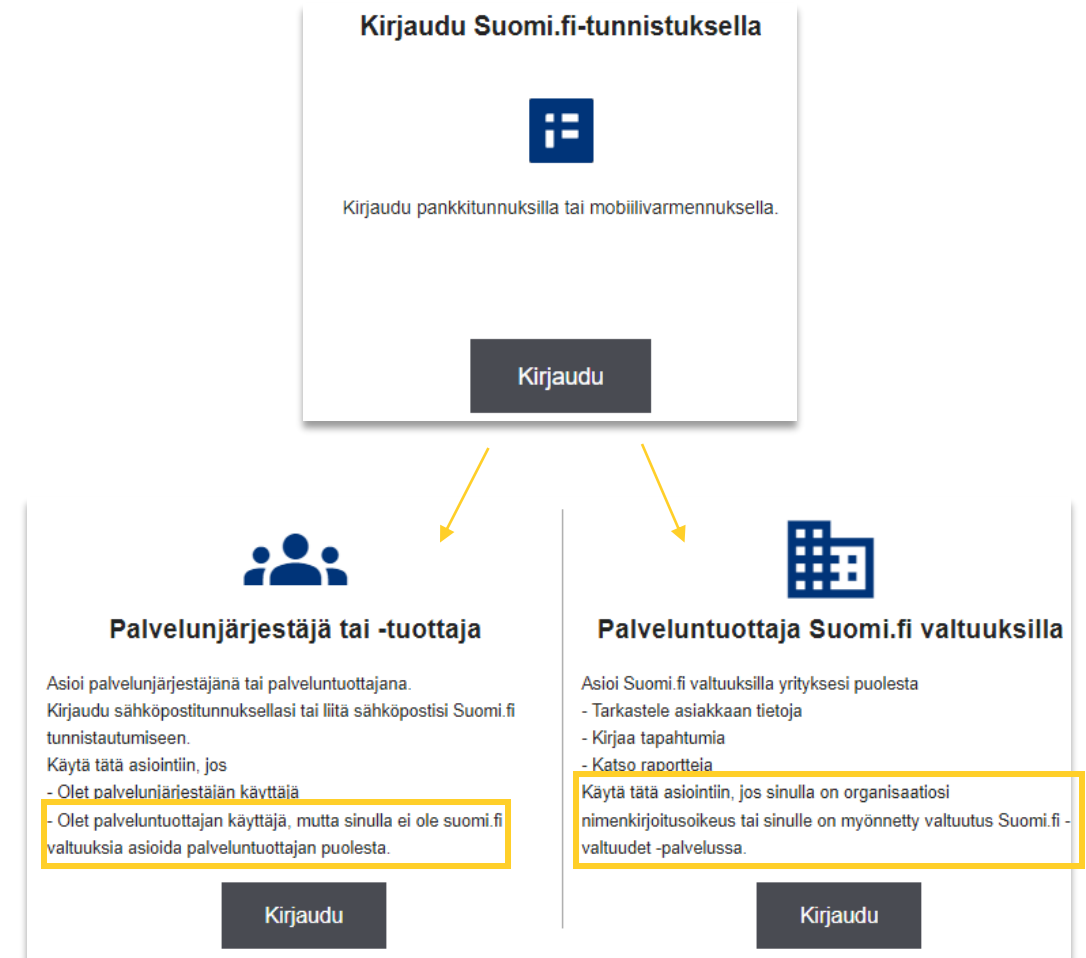 Kirjaudu Suomi.fi-tunnistuksella
Kirjaudu pankkitunnuksilla tai mobiilivarmennuksella.
Kirjaudu
Palvelunjärjestäjä tai -tuottaja
Asioi palvelunjärjestäjänä tai palveluntuottajana.
Kirjaudu sähköpostitunnuksellasi tai liitä sähköpostisi Suomi.fi
tunnistautumiseen.
Käytä tätä asiointiin, jos
- Olet palvelunjärjestäjän käyttäjä
- Olet palveluntuottajan käyttäjä, mutta sinulla ei ole suomi.fi
valtuuksia asioida palveluntuottajan puolesta.
Kirjaudu
Palveluntuottaja Suomi.fi valtuuksilla
Asioi Suomi.fi valtuuksilla yrityksesi puolesta
- Tarkastele asiakkaan tietoja
- Kirjaa tapahtumia
- Katso raportteja
Käytä tätä asiointiin, jos sinulla on organisaatiosi
nimenkirjoitusoikeus tai sinulle on myönnetty valtuutus Suomi.fi -
valtuudet -palvelussa.
Kirjaudu